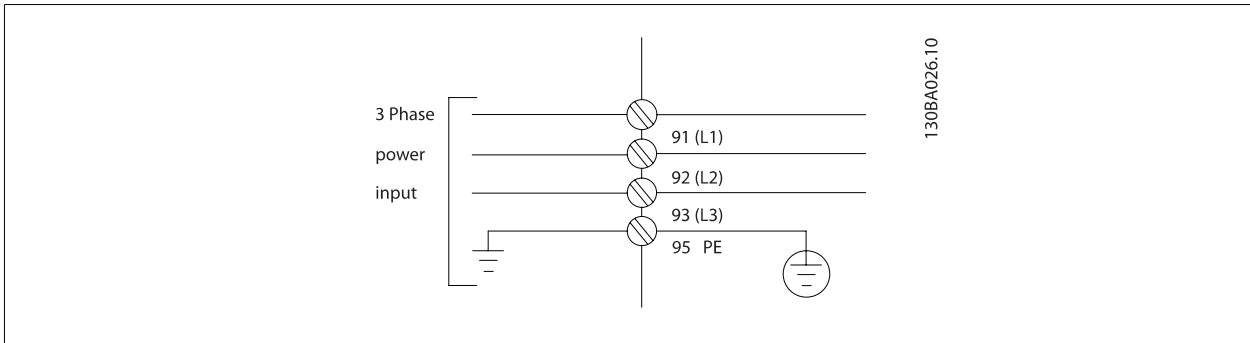 3 Phase
power
input
91 (L1)
92 (L2)
93 (L3)
95 PE
130BA026.10